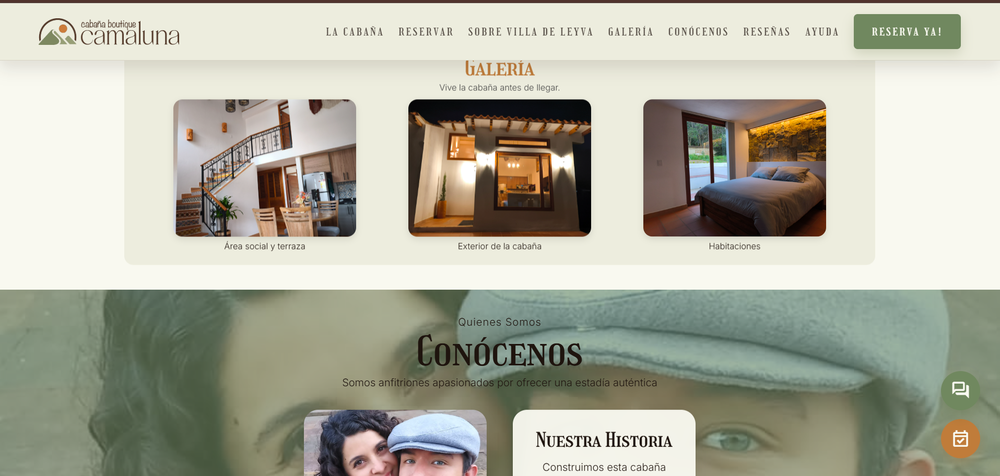 cabaña boutique
camaluna
LA CABAÑA
RESERVAR
SOBRE VILLA DE LEYVA
GALERÍA
CONÓCENOS
RESEÑAS
AYUDA
RESERVA YA!
Galería
Vive la cabaña antes de llegar.
Área social y terraza
Exterior de la cabaña
Habitaciones
Quienes Somos
Conócenos
Somos anfitriones apasionados por ofrecer una estadía auténtica
Nuestra Historia
Construimos esta cabaña